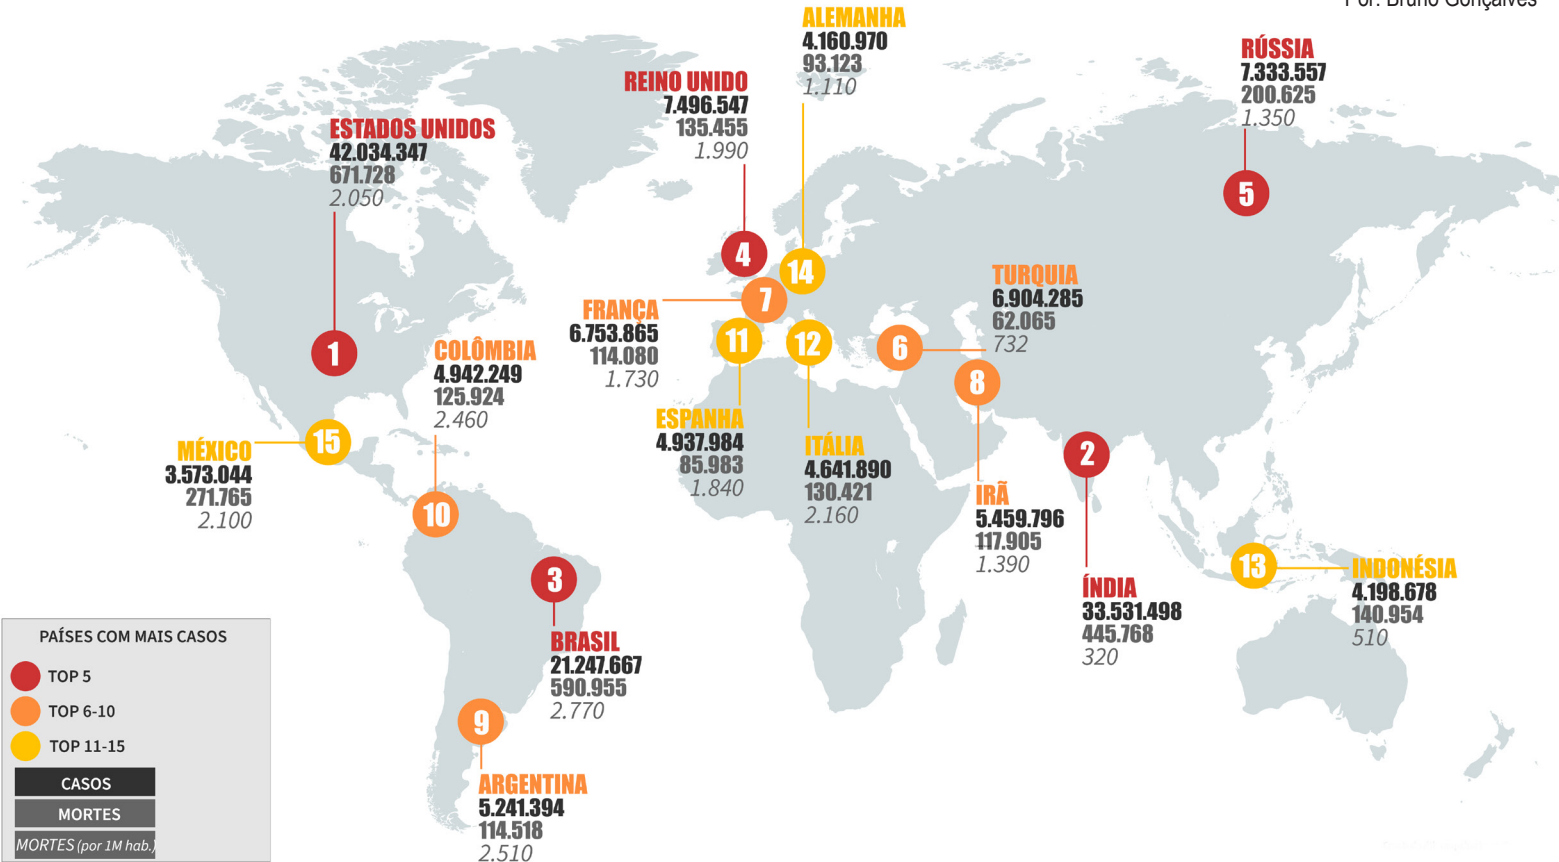 Por: Bruno Gonçalves
ALEMANHA
4.160.970
93.123
1.110
RÚSSIA
7.333.557
200.625
1.350
REINO UNIDO
7.496.547
135.455
1.990
ESTADOS UNIDOS
42.034.347
671.728
2.050
5
4
14
7
TURQUIA
6.904.285
62.065
732
FRANÇA
6.753.865
114.080
1.730
11
12
6
1
COLÔMBIA
4.942.249
125.924
2.460
8
ESPANHA
4.937.984
85.983
1.840
ITÁLIA
4.641.890
130.421
2.160
MÉXICO
3.573.044
271.765
2.100
15
2
IRÃ
5.459.796
117.905
1.390
10
13
INDONÉSIA
4.198.678
140.954
510
3
ÍNDIA
33.531.498
445.768
320
BRASIL
21.247.667
590.955
2.770
9
ARGENTINA
5.241.394
114.518
2.510
PAÍSES COM MAIS CASOS
TOP 5
TOP 6-10
TOP 11-15
CASOS
MORTES
MORTES (por 1M hab.)